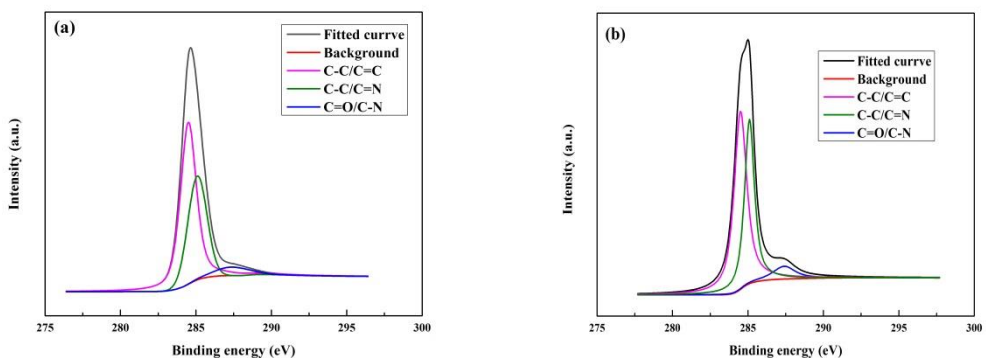 (a)
Fitted currve
Background
C-C/C=C
C-C/C=N
C=O/C-N
Intensity (a.u.)
275 280 285 290 295 300
Binding energy (eV)
(b)
Fitted currve
Background
C-C/C=C
C-C/C=N
C=O/C-N
Intensity (a.u.)
275 280 285 290 295 300
Binding energy (eV)